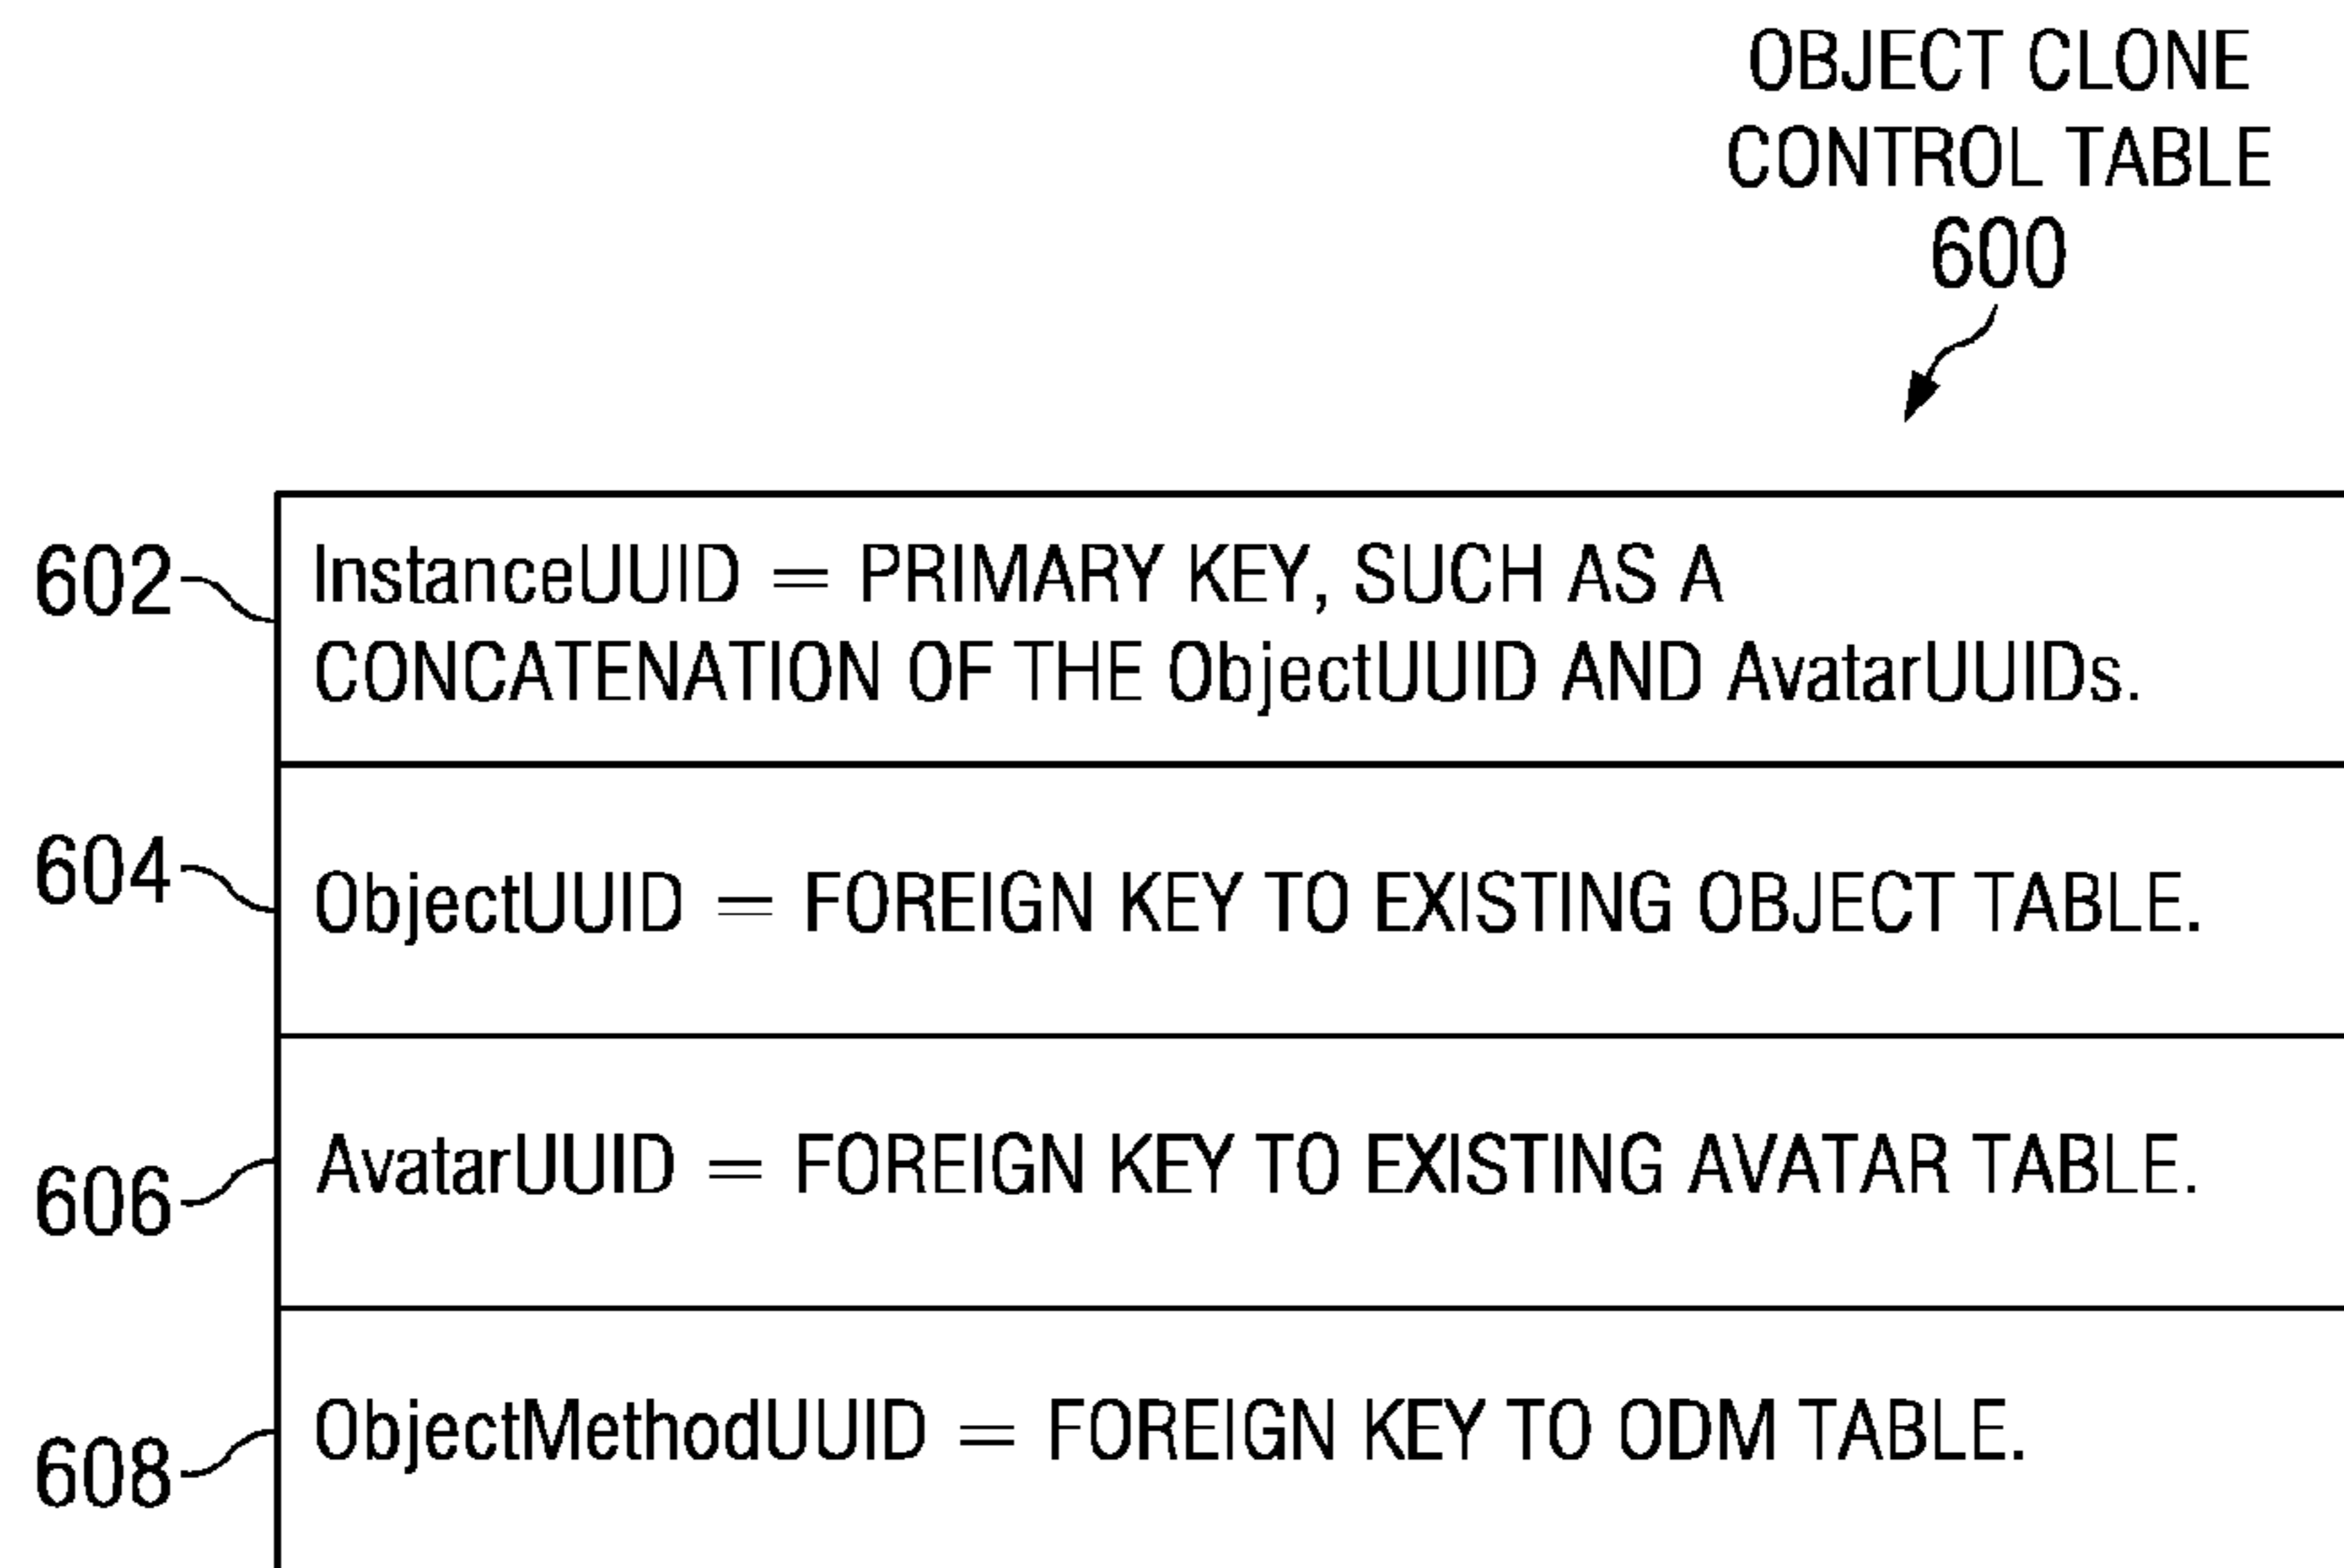 OBJECT CLONE
CONTROL TABLE
600
602
InstanceUUID = PRIMARY KEY, SUCH AS A
CONCATENATION OF THE ObjectUUID AND AvatarUUIDs.
604
ObjectUUID = FOREIGN KEY TO EXISTING OBJECT TABLE.
606
AvatarUUID = FOREIGN KEY TO EXISTING AVATAR TABLE.
608
ObjectMethodUUID = FOREIGN KEY TO ODM TABLE.